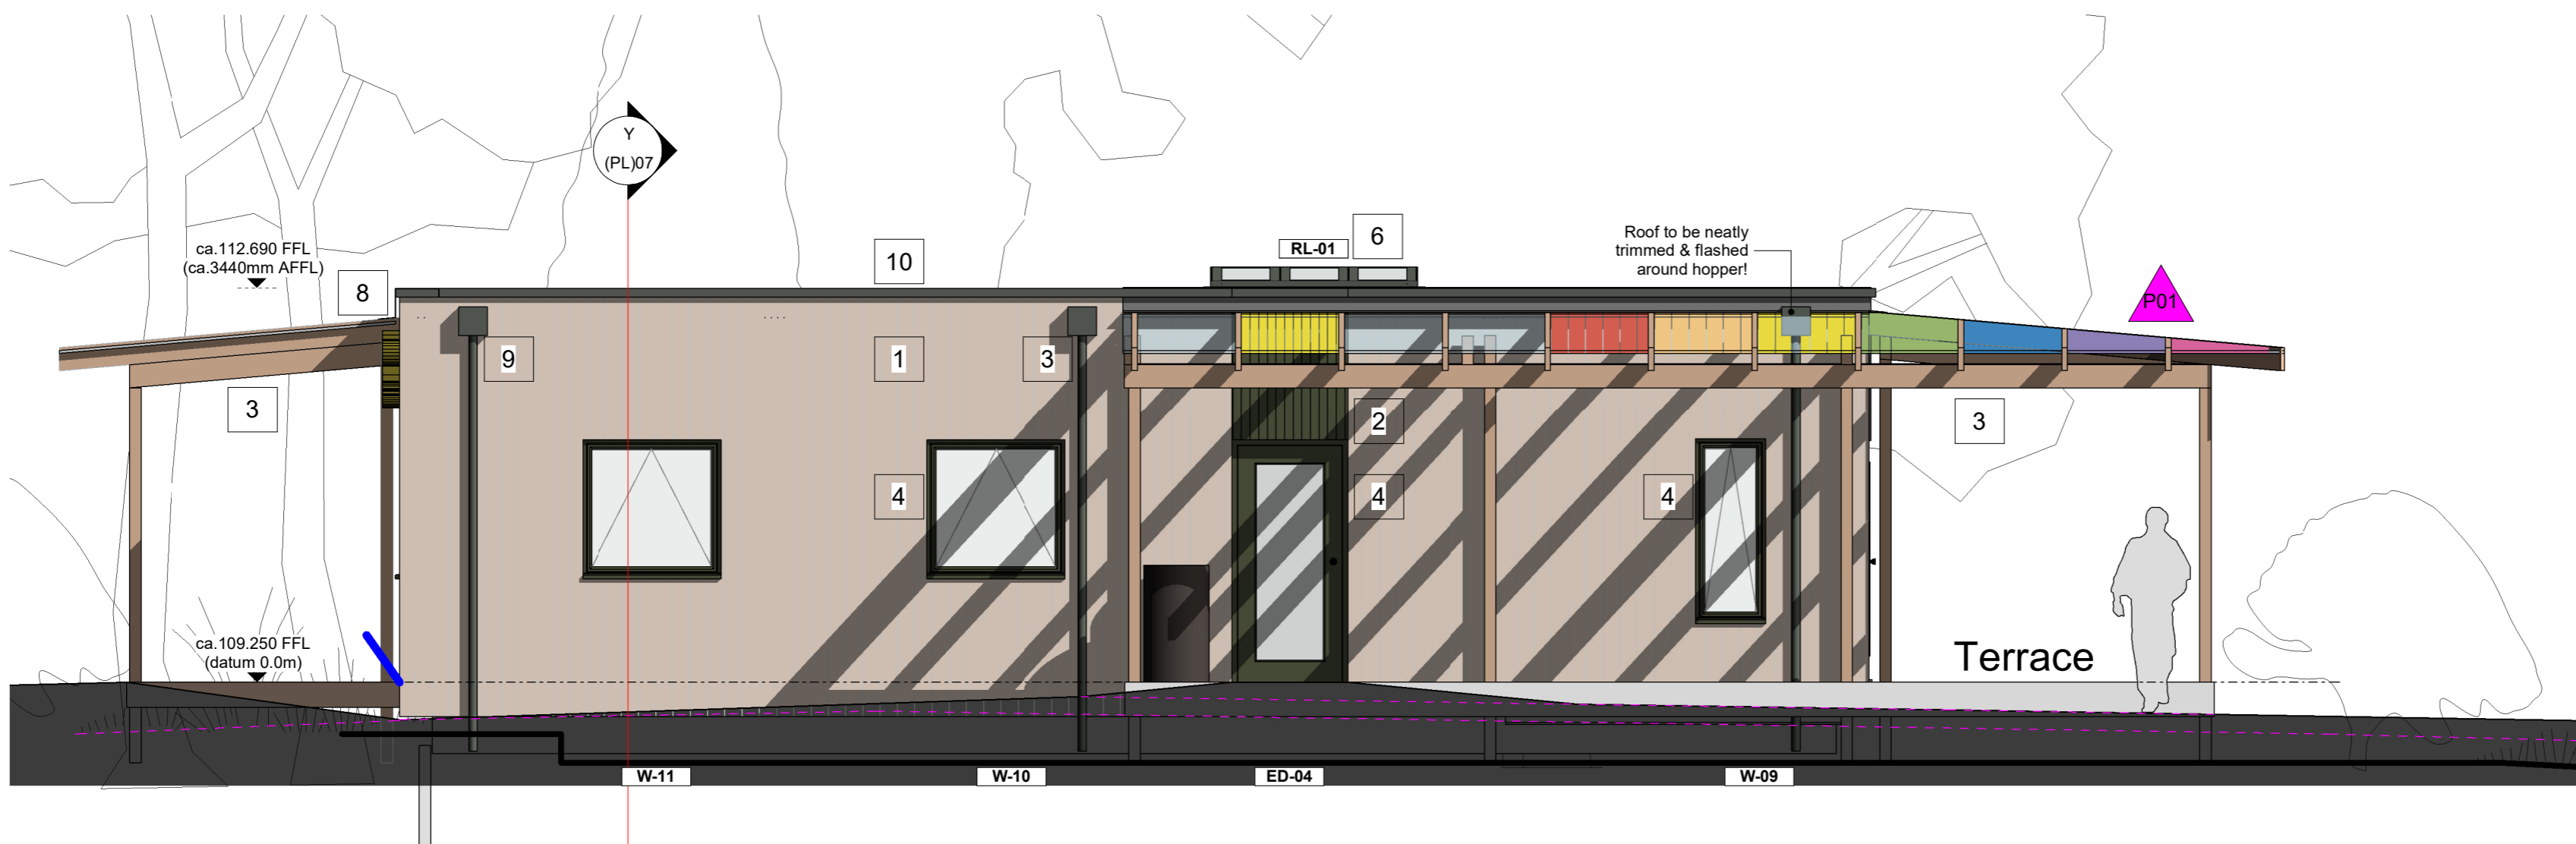 Y
(PL)07
ca.112.690 FFL
(ca.3440mm AFFL)
8
10
RL-01
6
Roof to be neatly
trimmed & flashed
around hopper!
P01
9
1
3
3
2
3
4
4
4
ca.109.250 FFL
(datum 0.0m)
Terrace
W-11
W-10
ED-04
W-09